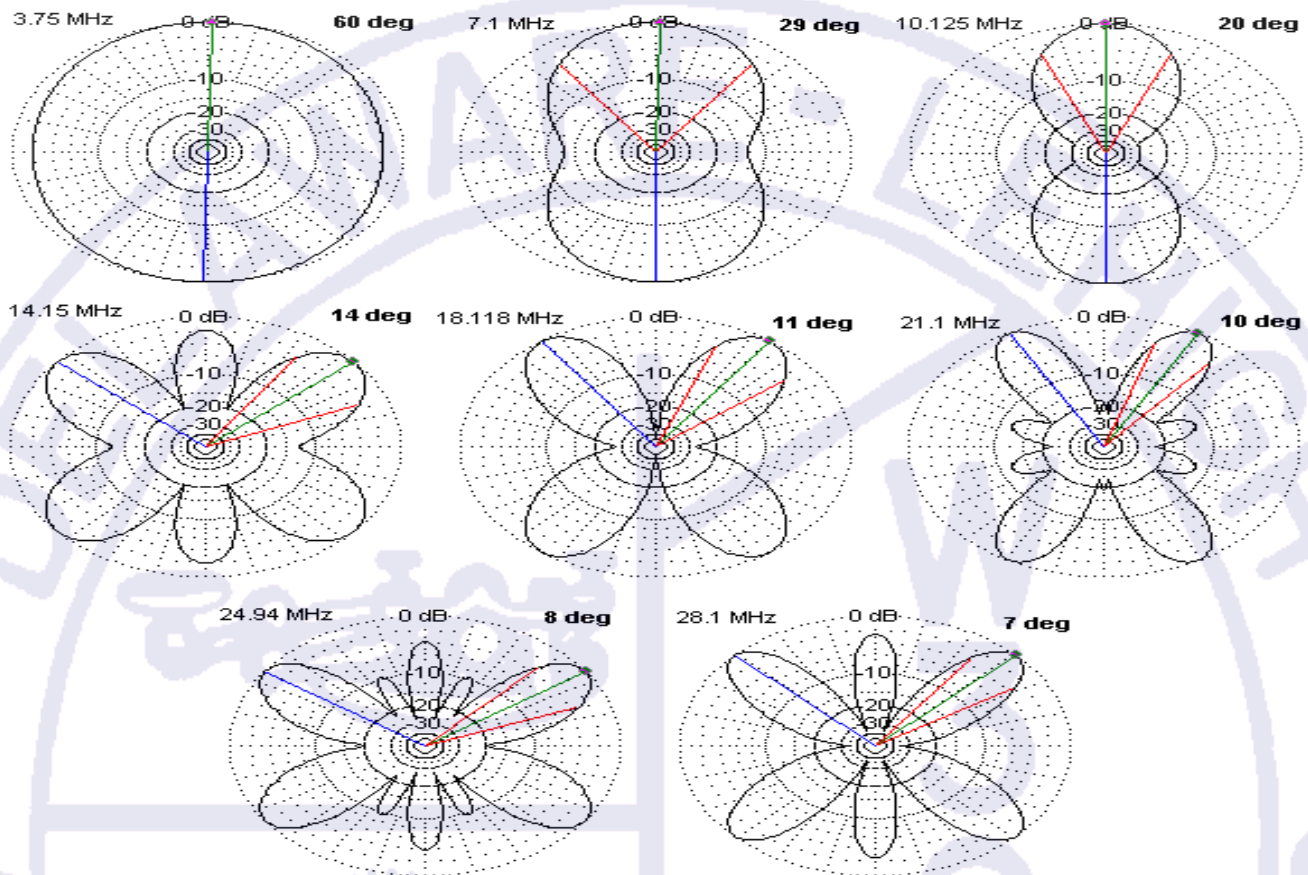 3.75 MHz 0 dB 60 deg 7.1 MHz 0 dB 29 deg 10.125 MHz 0 dB 20 deg
-10 -10 -10
-20 -20 -20
-30 -30 -30
14.15 MHz 0 dB 14 deg 18.118 MHz 0 dB 11 deg 21.1 MHz 0 dB 10 deg
-10 -10 -10
-20 -20 -20
-30 -30 -30
24.94 MHz 0 dB 8 deg 28.1 MHz 0 dB 7 deg
-10 -10
-20 -20
-30 -30
DELAWARE - LEHIGH
W
3